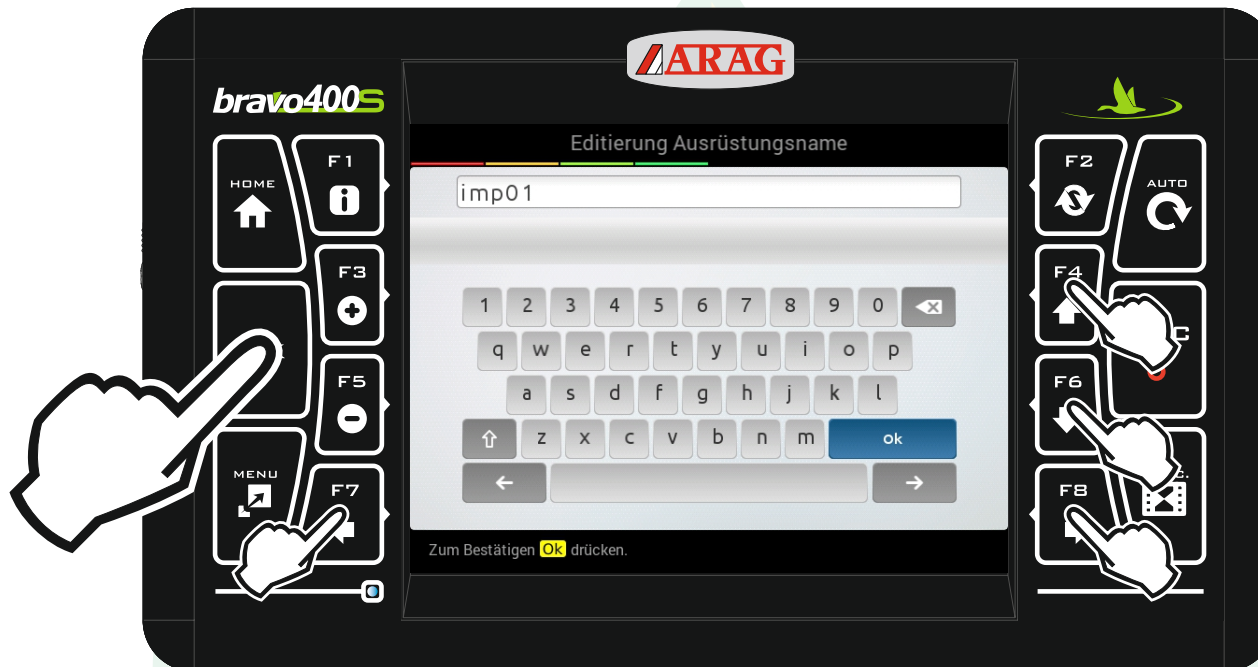 ARAG
bravo400S
HOME
F1
F3
F5
MENU
F7
Editierung Ausrüstungsname
imp01
1 2 3 4 5 6 7 8 9 0
q w e r t y u i o p
a s d f g h j k l
z x c v b n m ok
Zum Bestätigen Ok drücken.
F2
AUTO
F4
F6
F8